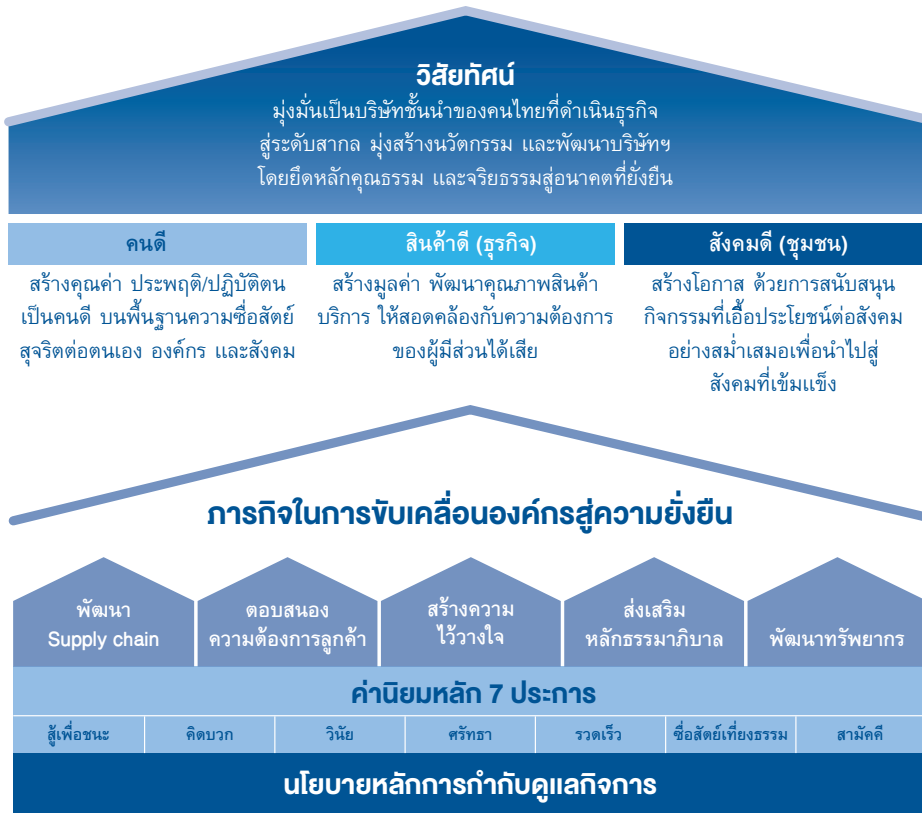 วิสัยทัศน์
มุ่งมั่นเป็นบริษัทชั้นนำของคนไทยที่ดำเนินธุรกิจ
สู่ระดับสากล มุ่งสร้างนวัตกรรม และพัฒนาบริษัทฯ
โดยยึดหลักคุณธรรม และจริยธรรมสู่อนาคตที่ยั่งยืน
คนดี
สร้างคุณค่า ประพฤติ/ปฏิบัติตน
เป็นคนดี บนพื้นฐานความซื่อสัตย์
สุจริตต่อตนเอง องค์กร และสังคม
สินค้าดี (ธุรกิจ)
สร้างมูลค่า พัฒนาคุณภาพสินค้า
บริการ ให้สอดคล้องกับความต้องการ
ของผู้มีส่วนได้เสีย
สังคมดี (ชุมชน)
สร้างโอกาส ด้วยการสนับสนุน
กิจกรรมที่เอื้อประโยชน์ต่อสังคม
อย่างสม่ำเสมอเพื่อนำไปสู่
สังคมที่เข้มแข็ง
ภารกิจในการขับเคลื่อนองค์กรสู่ความยั่งยืน
พัฒนา
Supply chain
ตอบสนอง
ความต้องการลูกค้า
สร้างความ
ไว้วางใจ
ส่งเสริม
หลักธรรมาภิบาล
พัฒนาทรัพยากร
ค่านิยมหลัก 7 ประการ
สู้เพื่อชนะ
คิดบวก
วินัย
ศรัทธา
รวดเร็ว
ซื่อสัตย์เที่ยงธรรม
สามัคคี
นโยบายหลักการกำกับดูแลกิจการ